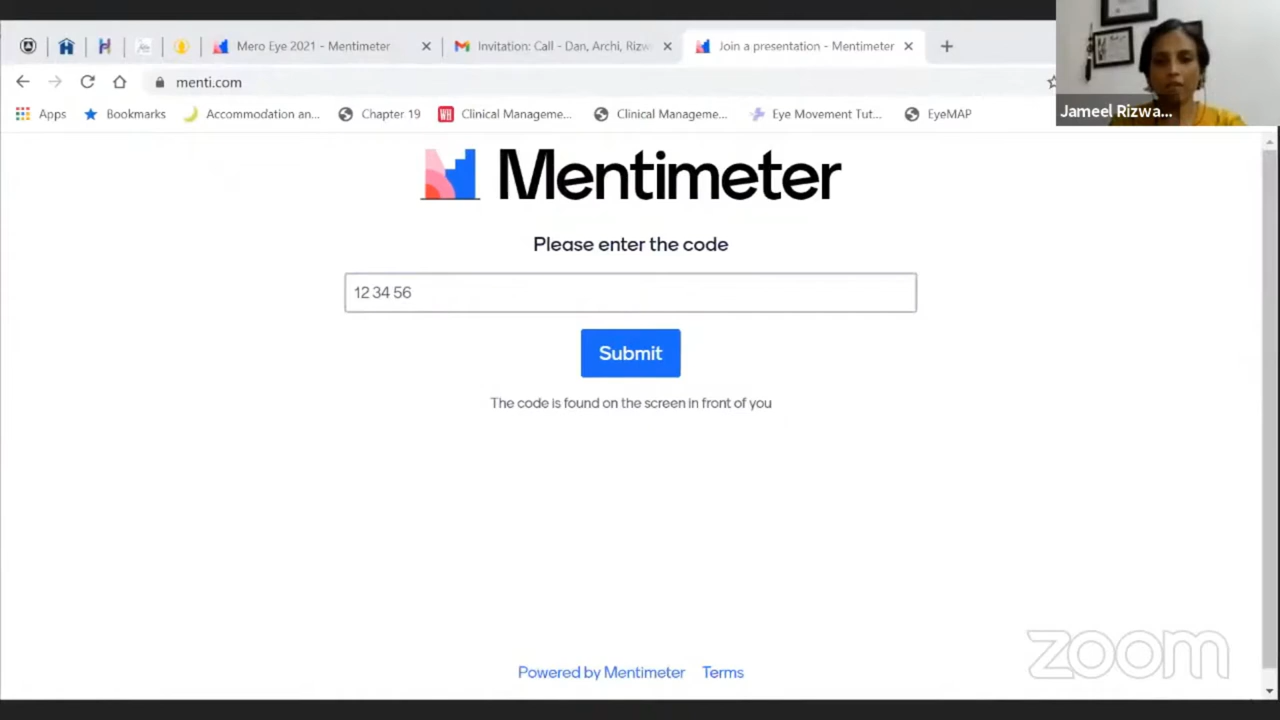 Mero Eye 2021 - Mentimeter
Invitation: Call - Dan, Archi, Rizw
Join a presentation - Mentimeter
menti.com
Apps
Bookmarks
Accommodation an...
Chapter 19
Clinical Manageme...
Clinical Manageme...
Eye Movement Tut...
EyeMAP
Jameel Rizwa...
Mentimeter
Please enter the code
12 34 56
Submit
The code is found on the screen in front of you
Powered by Mentimeter Terms
zoom